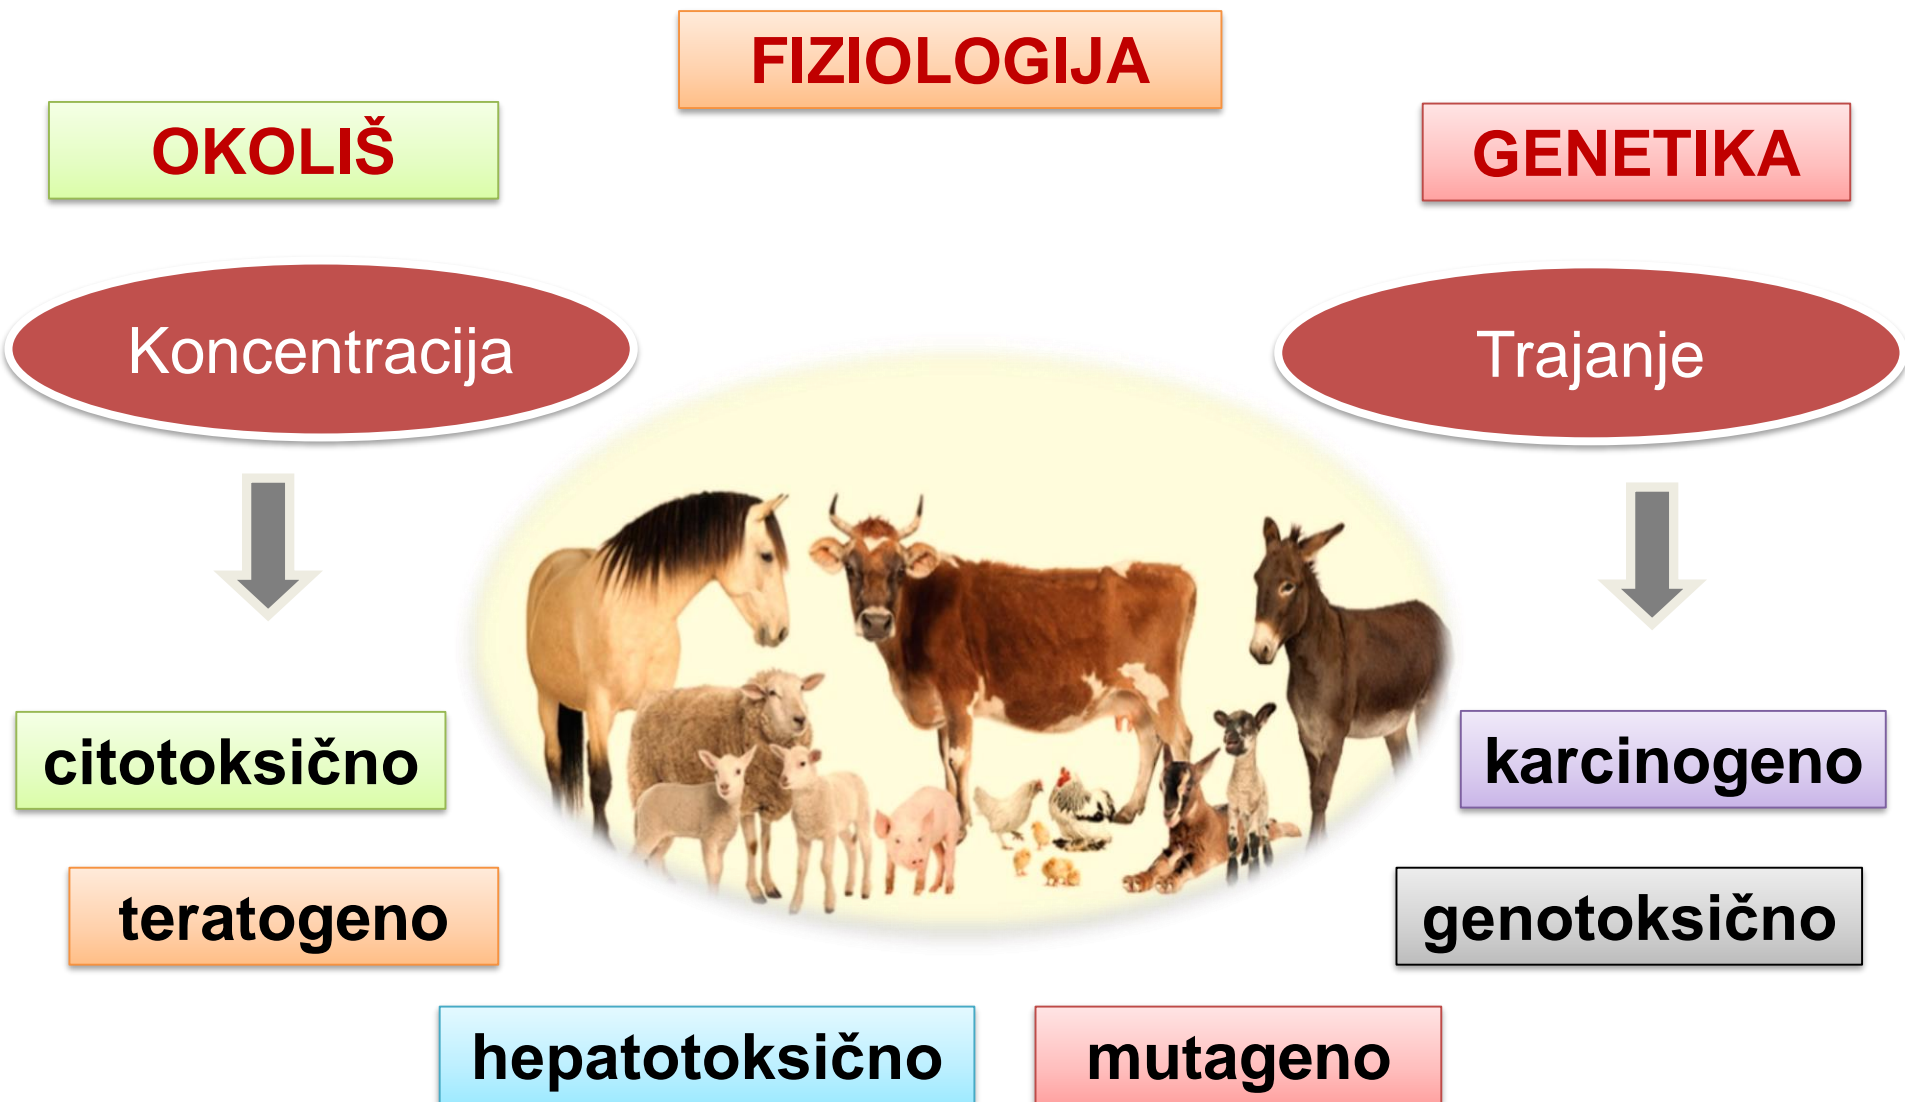 FIZIOLOGIJA
OKOLIŠ
GENETIKA
Koncentracija
Trajanje
citotoksično
karcinogeno
teratogeno
genotoksično
hepatotoksično
mutageno